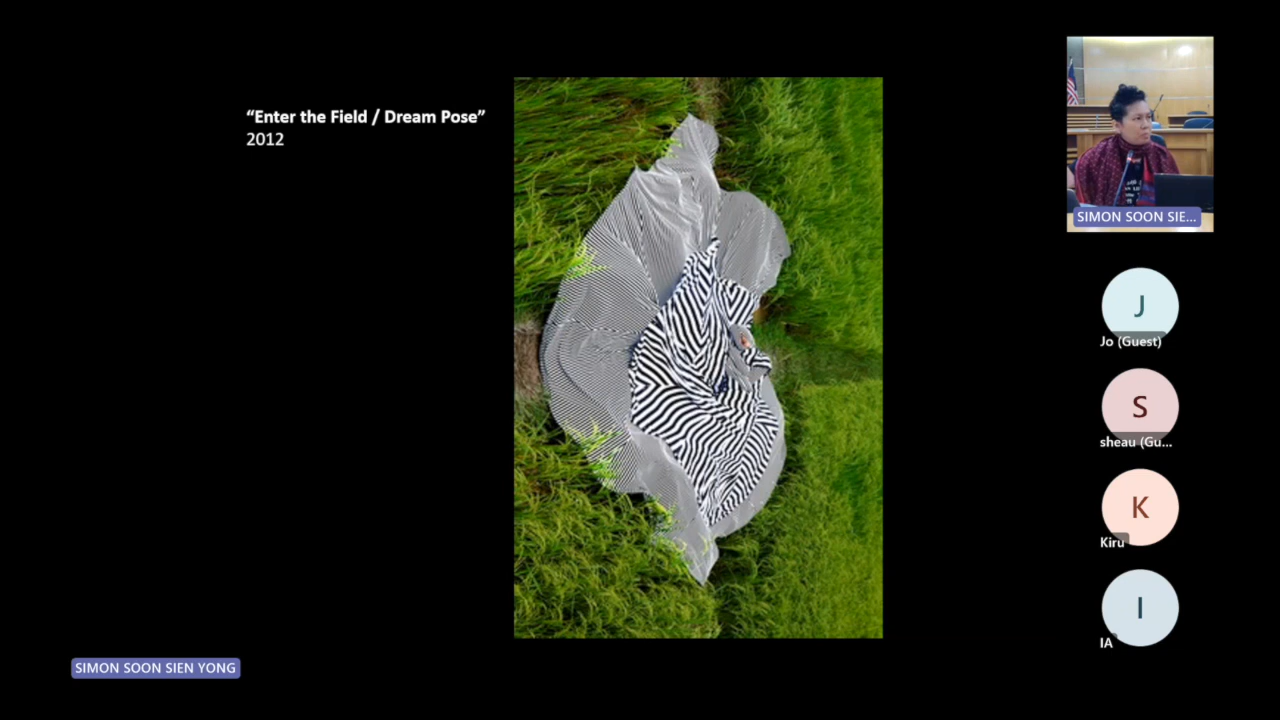 “Enter the Field / Dream Pose”
2012
SIMON SOON SIE...
J
Jo (Guest)
S
sheau (Gu...
K
Kiru
I
IA
SIMON SOON SIEN YONG